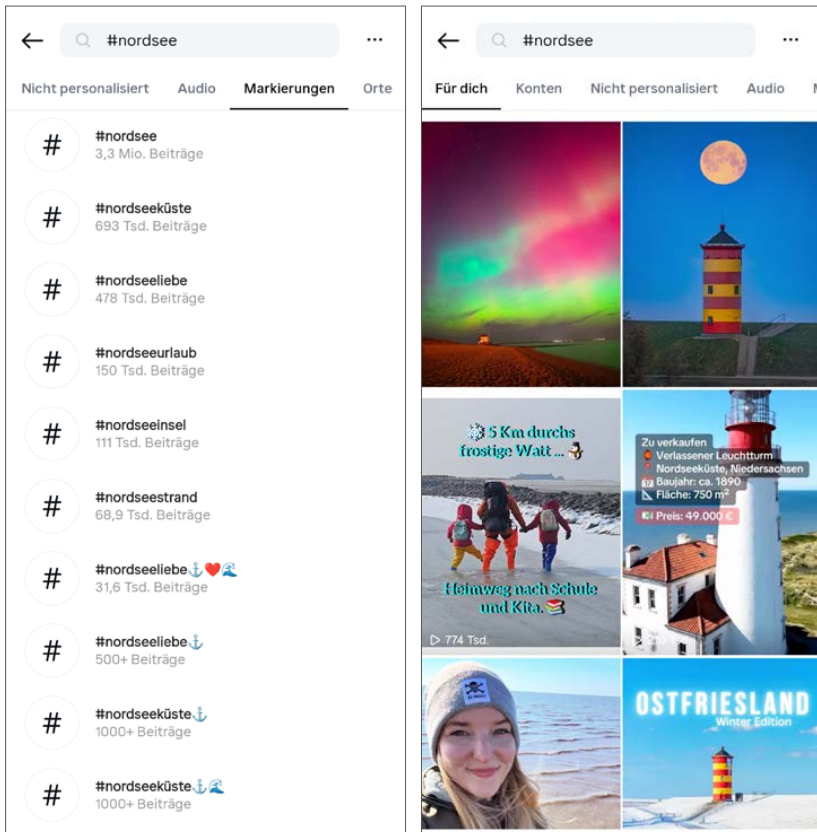 #nordsee
Nicht personalisiert Audio Markierungen Orte
#nordsee
3,3 Mio. Beiträge
#nordseeküste
693 Tsd. Beiträge
#nordseeliebe
478 Tsd. Beiträge
#nordseeurlaub
150 Tsd. Beiträge
#nordseeinsel
111 Tsd. Beiträge
#nordseestrand
68,9 Tsd. Beiträge
#nordseeliebe⚓❤️🌊
31,6 Tsd. Beiträge
#nordseeliebe⚓
500+ Beiträge
#nordseeküste⚓
1000+ Beiträge
#nordseeküste⚓🌊
1000+ Beiträge
#nordsee
Für dich Konten Nicht personalisiert Audio
❄️ 5 Km durchs
frostige Watt ... ⛄
Heimweg nach Schule
und Kita. 📚
774 Tsd.
Zu verkaufen
🏮 Verlassener Leuchtturm
📍 Nordseeküste, Niedersachsen
📅 Baujahr: ca. 1890
📐 Fläche: 750 m²
💶 Preis: 49.000 €
OSTFRIESLAND
Winter Edition